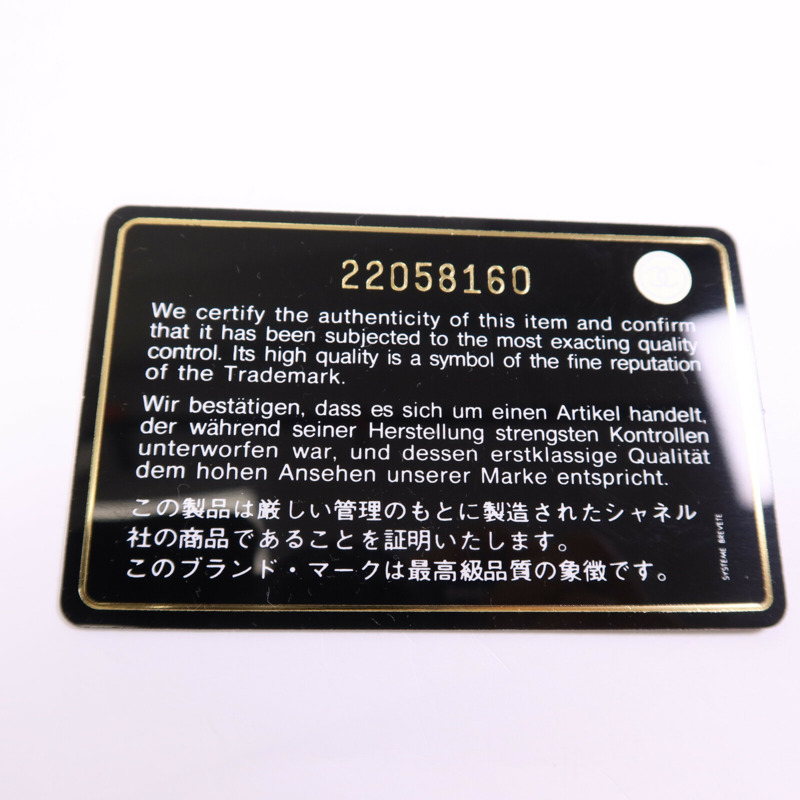 22058160
We certify the authenticity of this item and confirm
that it has been subjected to the most exacting quality
control. Its high quality is a symbol of the fine reputation
of the Trademark.
Wir bestätigen, dass es sich um einen Artikel handelt,
der während seiner Herstellung strengsten Kontrollen
unterworfen war, und dessen erstklassige Qualität
dem hohen Ansehen unserer Marke entspricht.
この製品は厳しい管理のもとに製造されたシャネル
社の商品であることを証明いたします。
このブランド・マークは最高級品質の象徴です。
SYSTEME BREVETE